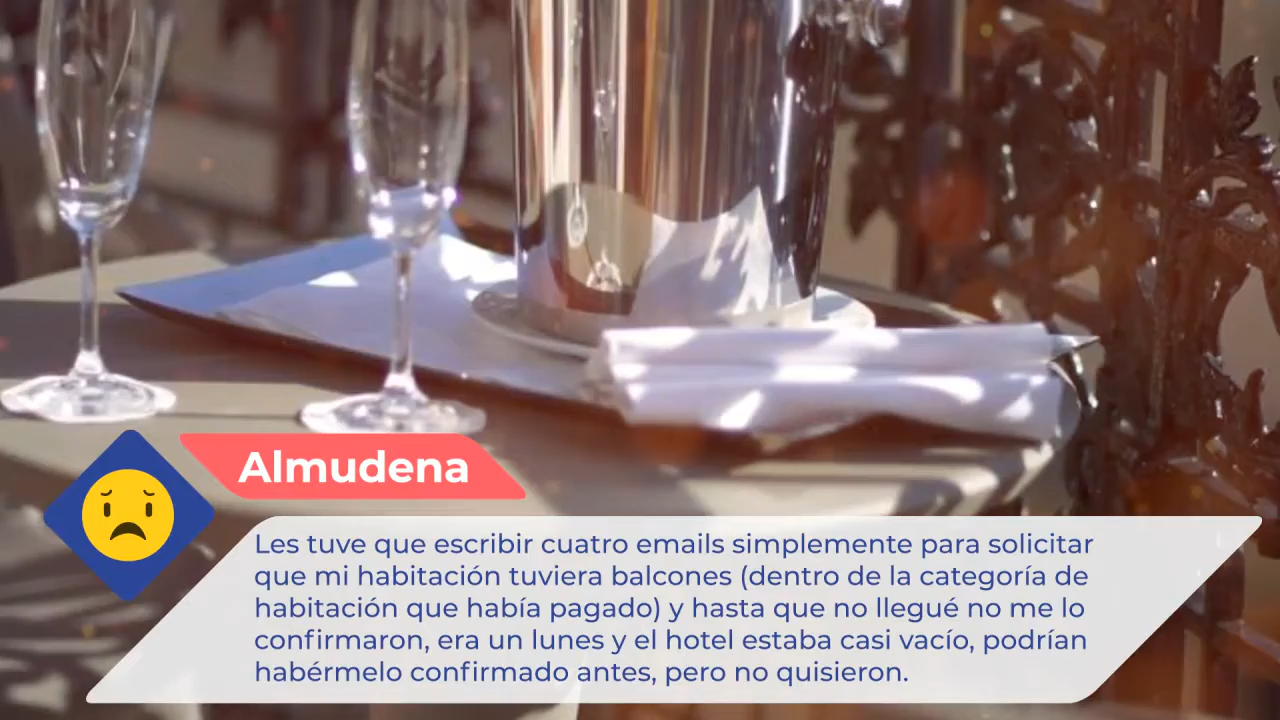 Almudena
Les tuve que escribir cuatro emails simplemente para solicitar
que mi habitación tuviera balcones (dentro de la categoría de
habitación que había pagado) y hasta que no llegué no me lo
confirmaron, era un lunes y el hotel estaba casi vacío, podrían
habérmelo confirmado antes, pero no quisieron.